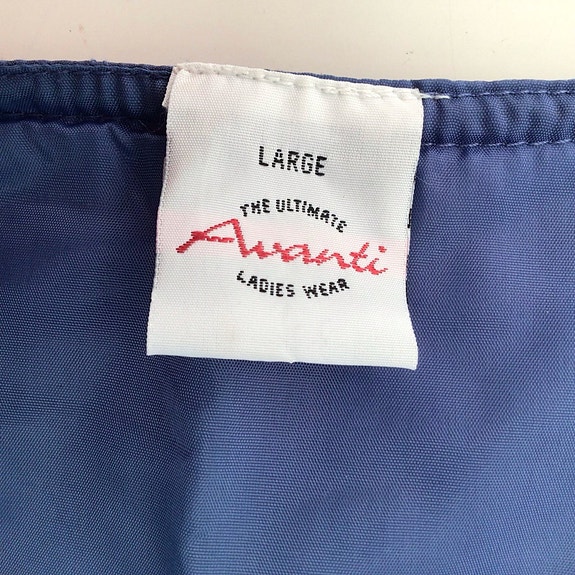 LARGE
THE ULTIMATE
Avanti
LADIES WEAR